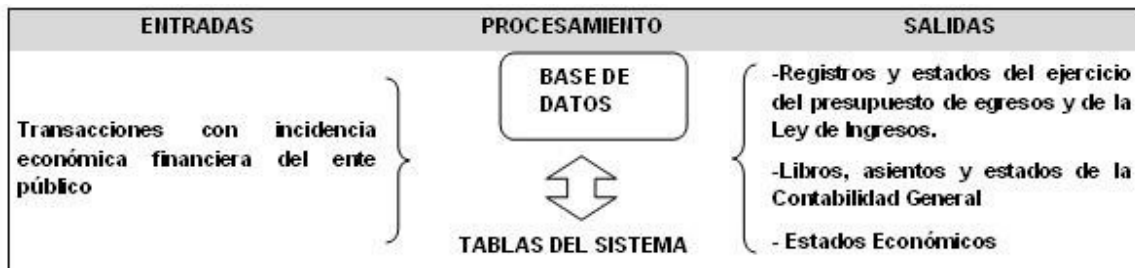 ENTRADAS
PROCESAMIENTO
SALIDAS
Transacciones con incidencia
económica financiera del ente
público
BASE DE
DATOS
TABLAS DEL SISTEMA
-Registros y estados del ejercicio
del presupuesto de egresos y de la
Ley de Ingresos.
-Libros, asientos y estados de la
Contabilidad General
- Estados Económicos